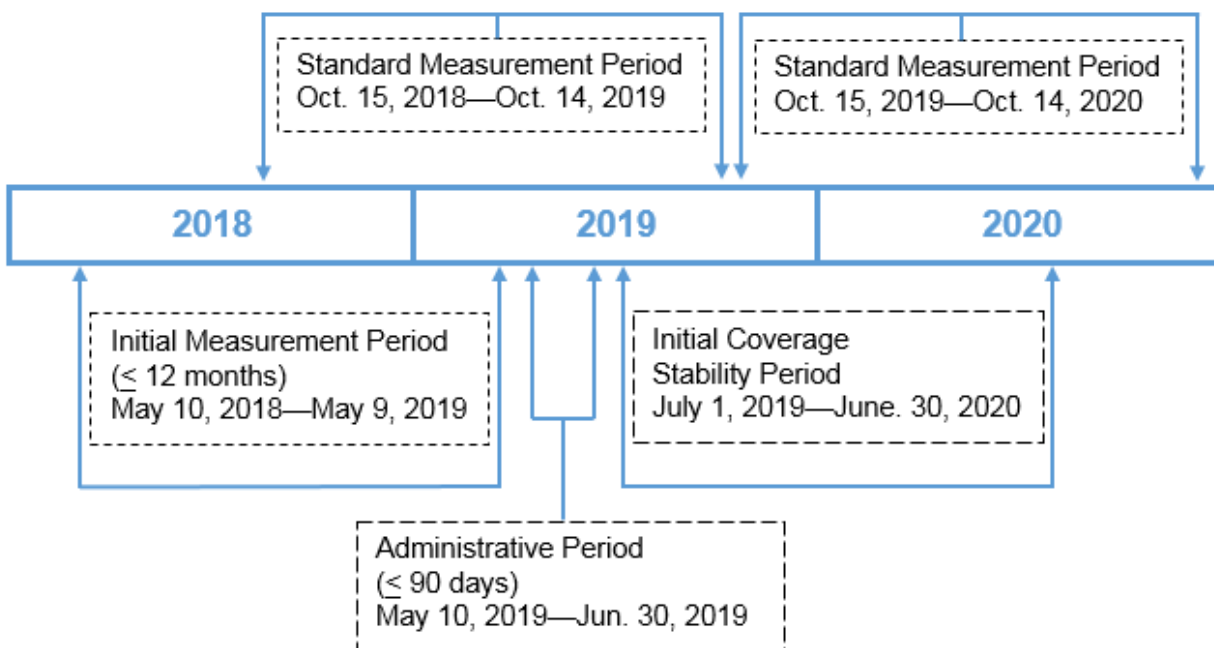 Standard Measurement Period
Oct. 15, 2018—Oct. 14, 2019
Standard Measurement Period
Oct. 15, 2019—Oct. 14, 2020
2018
2019
2020
Initial Measurement Period
(≤ 12 months)
May 10, 2018—May 9, 2019
Initial Coverage
Stability Period
July 1, 2019—June. 30, 2020
Administrative Period
(≤ 90 days)
May 10, 2019—Jun. 30, 2019